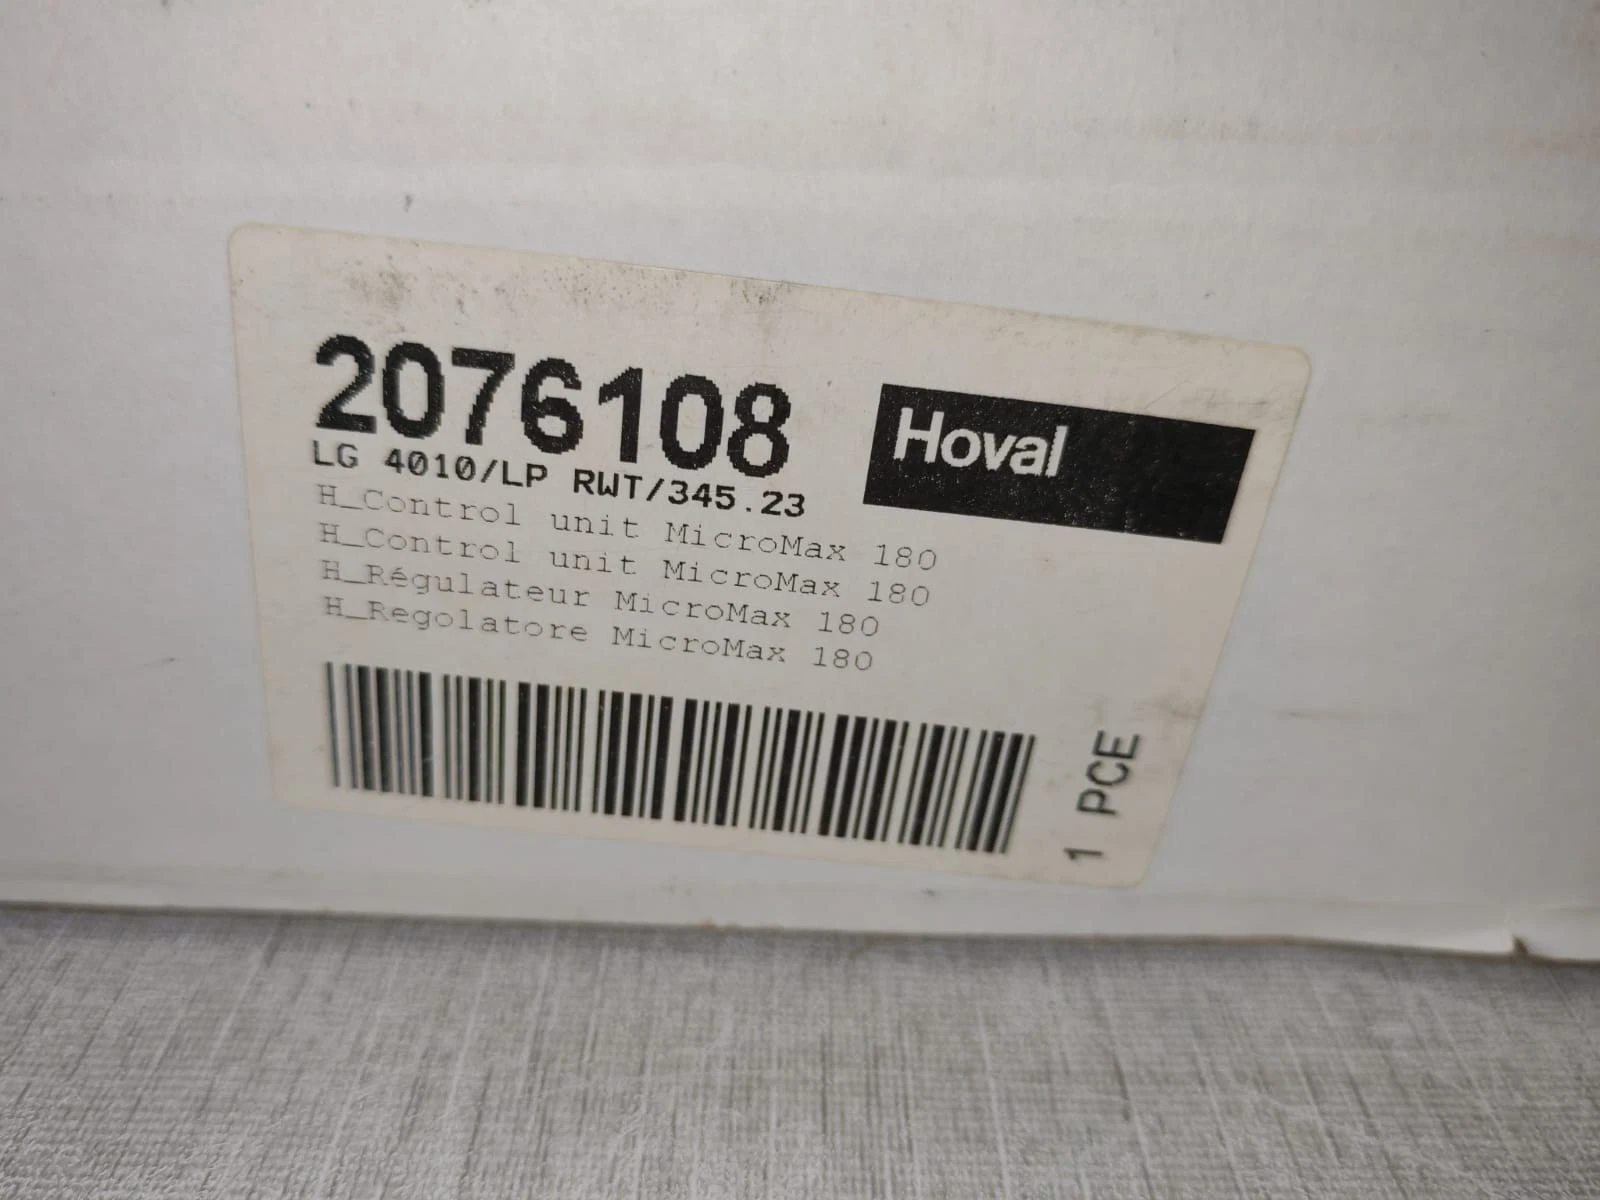 2076108
Hoval
LG 4010/LP RWT/345.23
H_Control unit MicroMax 180
H_Control unit MicroMax 180
H_Régulateur MicroMax 180
H_Regolatore MicroMax 180
1 PCE